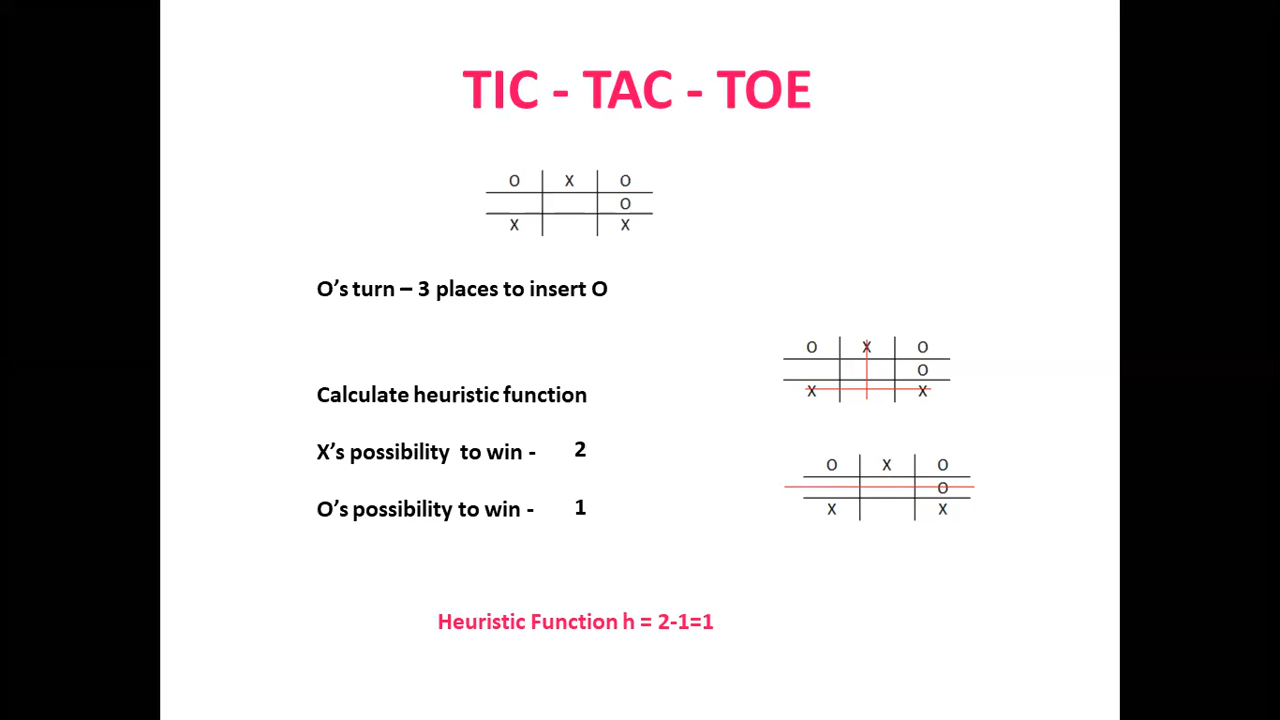 TIC - TAC - TOE
O X O
O
X X
O’s turn – 3 places to insert O
O X O
O
X X
Calculate heuristic function
X’s possibility to win - 2
O X O
O
X X
O’s possibility to win - 1
Heuristic Function h = 2-1=1